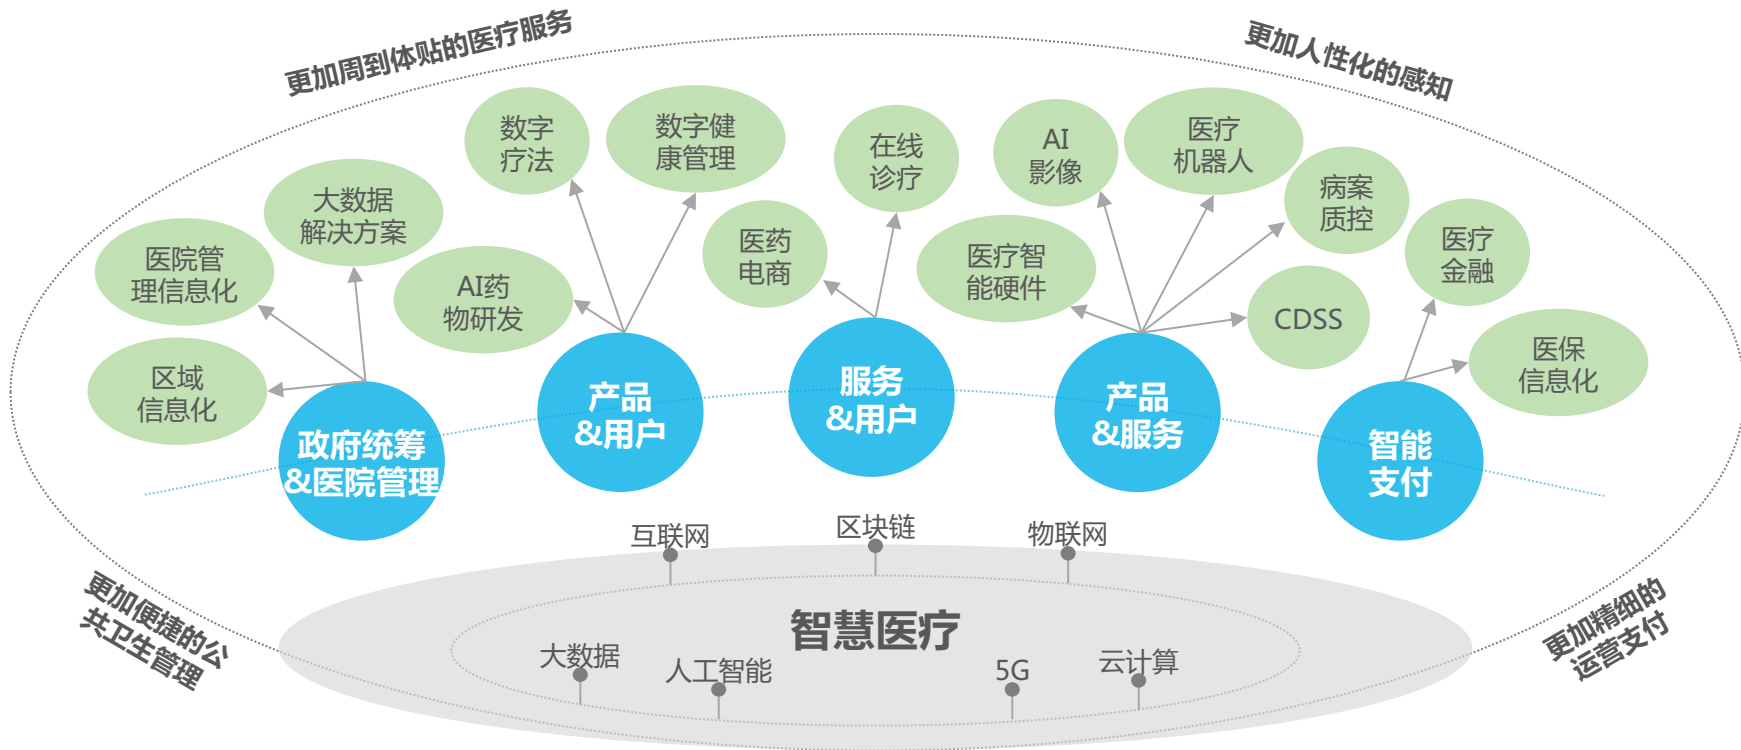 更加周到体贴的医疗服务
更加人性化的感知
数字
疗法
数字健
康管理
在线
诊疗
AI
影像
医疗
机器人
病案
质控
大数据
解决方案
医院管
理信息化
AI药
物研发
医药
电商
医疗智
能硬件
医疗
金融
CDSS
区域
信息化
医保
信息化
政府统筹
&医院管理
产品
&用户
服务
&用户
产品
&服务
智能
支付
互联网
区块链
物联网
智慧医疗
大数据
人工智能
5G
云计算
更加便捷的公
共卫生管理
更加精细的
运营支付